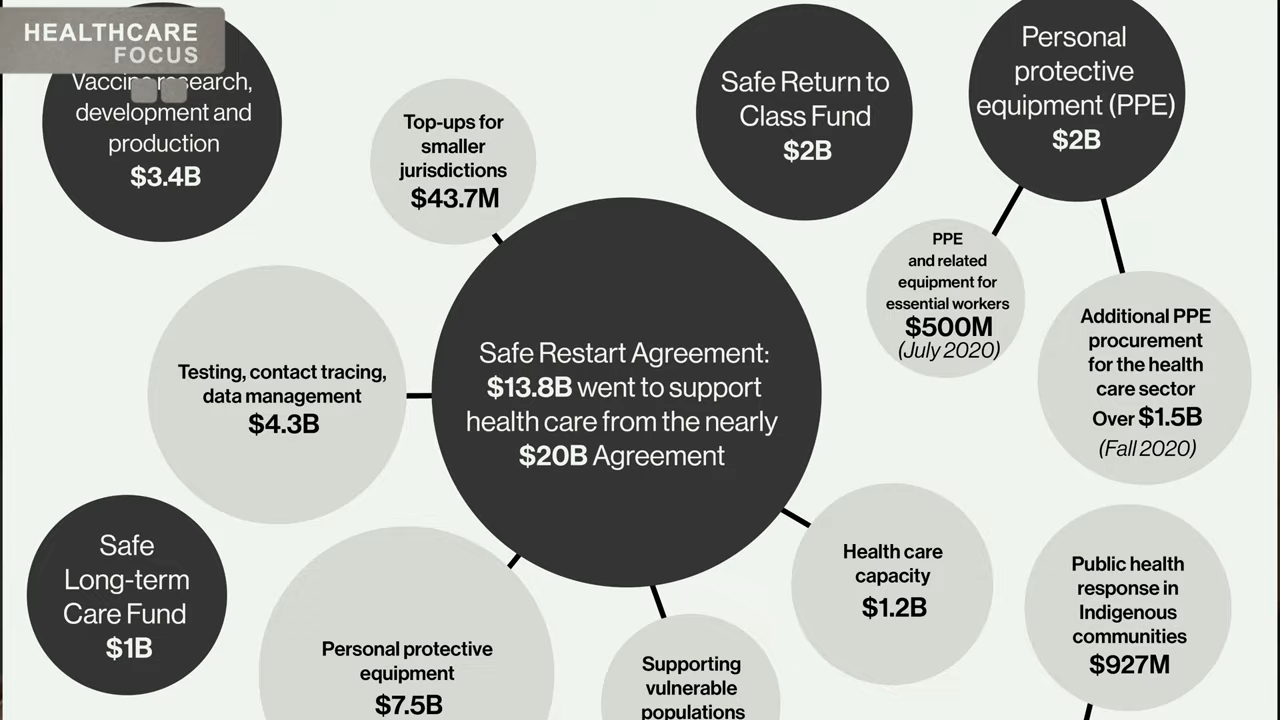 HEALTHCARE
FOCUS
Vaccine research,
development and
production
$3.4B
Top-ups for
smaller
jurisdictions
$43.7M
Safe Return to
Class Fund
$2B
Personal
protective
equipment (PPE)
$2B
PPE
and related
equipment for
essential workers
$500M
(July 2020)
Additional PPE
procurement
for the health
care sector
Over $1.5B
(Fall 2020)
Testing, contact tracing,
data management
$4.3B
Safe Restart Agreement:
$13.8B went to support
health care from the nearly
$20B Agreement
Safe
Long-term
Care Fund
$1B
Personal protective
equipment
$7.5B
Supporting
vulnerable
populations
Health care
capacity
$1.2B
Public health
response in
Indigenous
communities
$927M